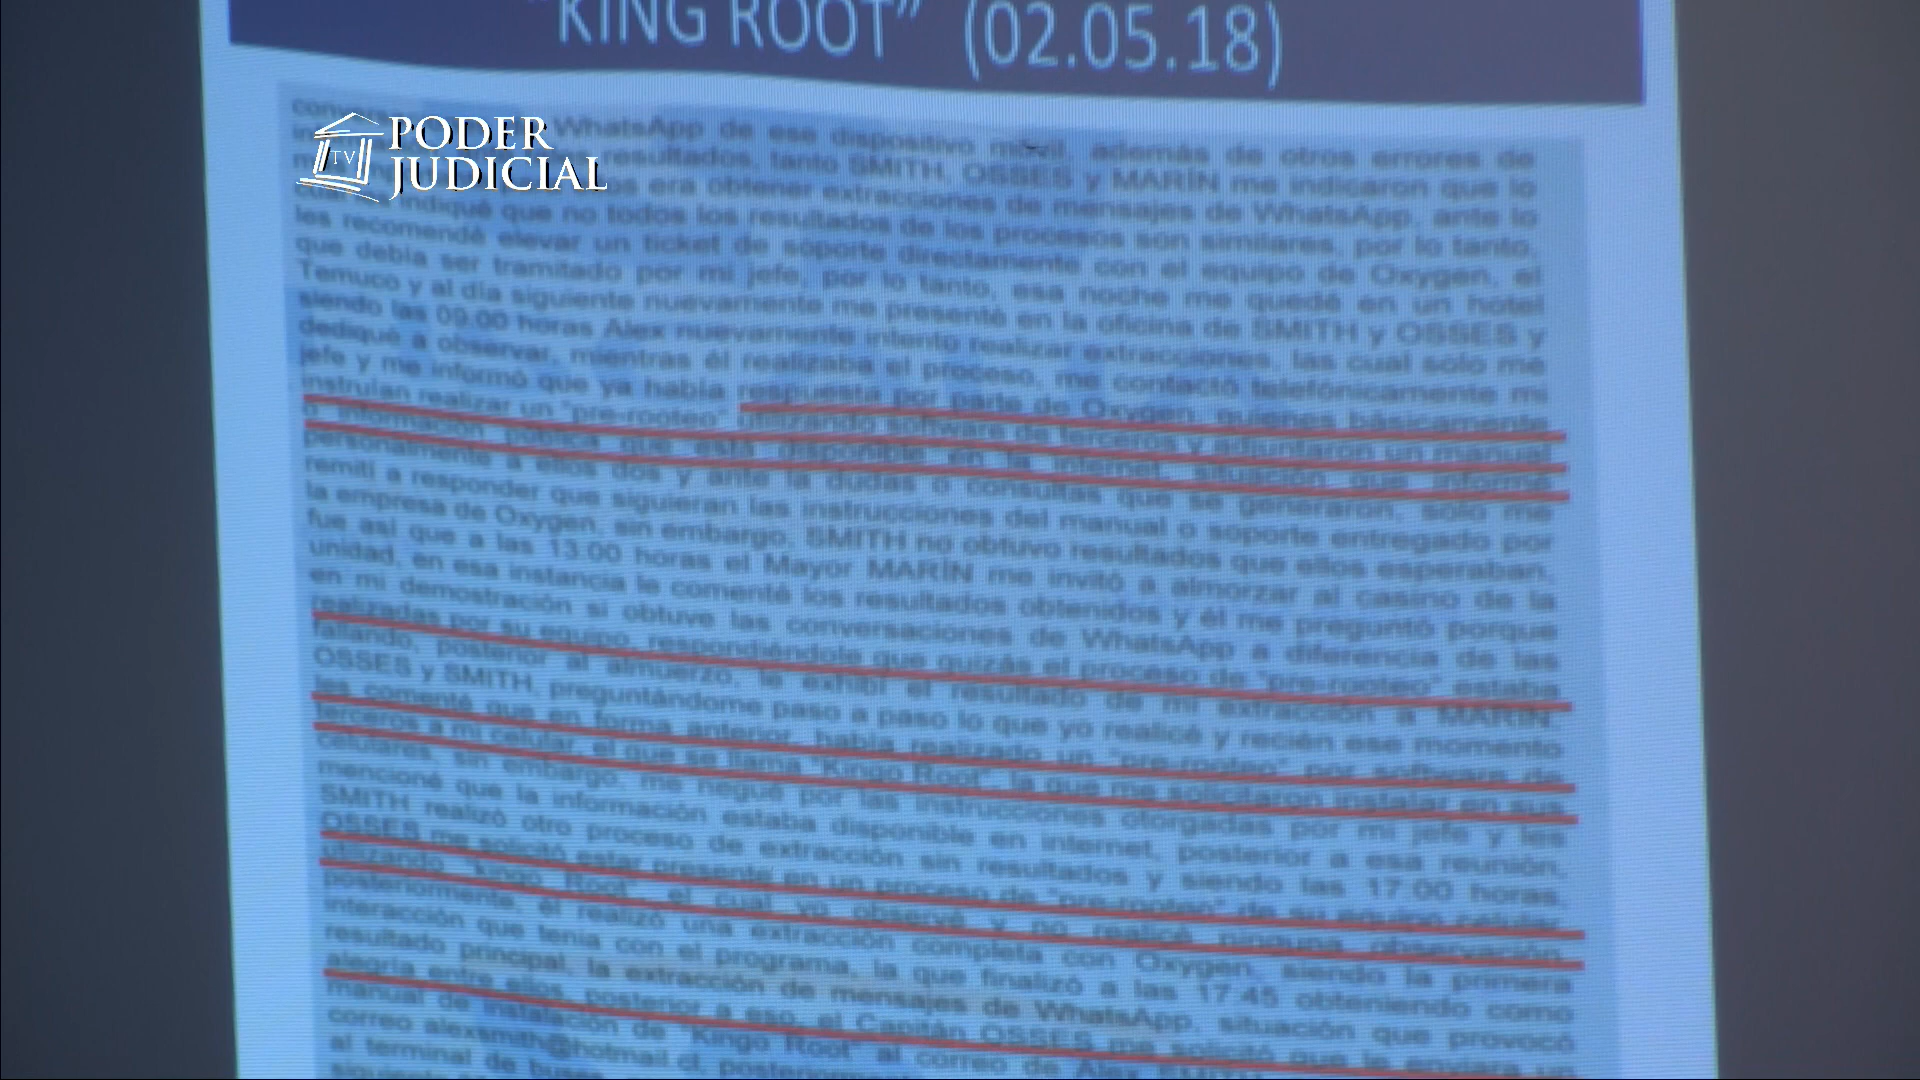 "KING ROOT" (02.05.18)
TV PODER
JUDICIAL
WhatsApp de ese dispositivo móvil, además de otros errores de
resultado, tanto SMITH, OSSES y MARÍN me indicaron que lo
era obtener extracciones de mensajes de WhatsApp, ante lo
indiqué que no todos los resultados de los procesos son similares, por lo tanto,
les recomendé elevar un ticket de soporte directamente con el equipo de Oxygen, el
que debía ser tramitado por mi jefe, por lo tanto, esa noche me quedé en un hotel
Temuco y al día siguiente nuevamente me presenté en la oficina de SMITH y OSSES y
siendo las 09:00 horas Alex nuevamente intento realizar extracciones, las cual solo me
dediqué a observar, mientras él realizaba el proceso, me contactó telefónicamente mi
jefe y me informó que ya había respuesta por parte de Oxygen, quienes básicamente
instruían realizar un "pre-rooteo" utilizando software de terceros y adjuntaron un manual
o información pública que está disponible en la internet, situación que informé
personalmente a ellos dos y ante la dudas o consultas que se generaron, solo me
remití a responder que siguieran las instrucciones del manual o soporte entregado por
la empresa de Oxygen, sin embargo, SMITH no obtuvo resultados que ellos esperaban,
fue así que a las 13:00 horas el Mayor MARÍN me invitó a almorzar al casino de la
unidad, en esa instancia le comenté los resultados obtenidos y él me preguntó porque
en mi demostración si obtuve las conversaciones de WhatsApp a diferencia de las
realizadas por su equipo, respondiéndole que quizás el proceso de "pre-rooteo" estaba
fallando, posterior al almuerzo, le exhibí el resultado de mi extracción a MARÍN,
OSSES y SMITH, preguntándome paso a paso lo que yo realicé y recién ese momento
les comenté que en forma anterior, había realizado un "pre-rooteo" por software de
terceros a mi celular, el que se llama "Kingo Root", la que me solicitaron instalar en sus
celulares, sin embargo, me negué por las instrucciones otorgadas por mi jefe y les
mencioné que la información estaba disponible en internet, posterior a esa reunión,
SMITH realizó otro proceso de extracción sin resultados y siendo las 17:00 horas,
OSSES me solicitó estar presente en un proceso de "pre-rooteo" de su equipo celular
utilizando "kingo Root", el cual yo observé y no realicé ninguna observación,
posteriormente, él realizó una extracción completa con Oxygen, siendo la primera
interacción que tenía con el programa, la que finalizó a las 17:45 obteniendo como
resultado principal, la extracción de mensajes de WhatsApp, situación que provocó
alegría entre ellos, posterior a eso, el Capitán OSSES me solicitó que le enviara un
manual de instalación de "Kingo Root" al correo de Alex SMITH
correo alexsmith@hotmail.cl, posteriormente
al terminal de buses